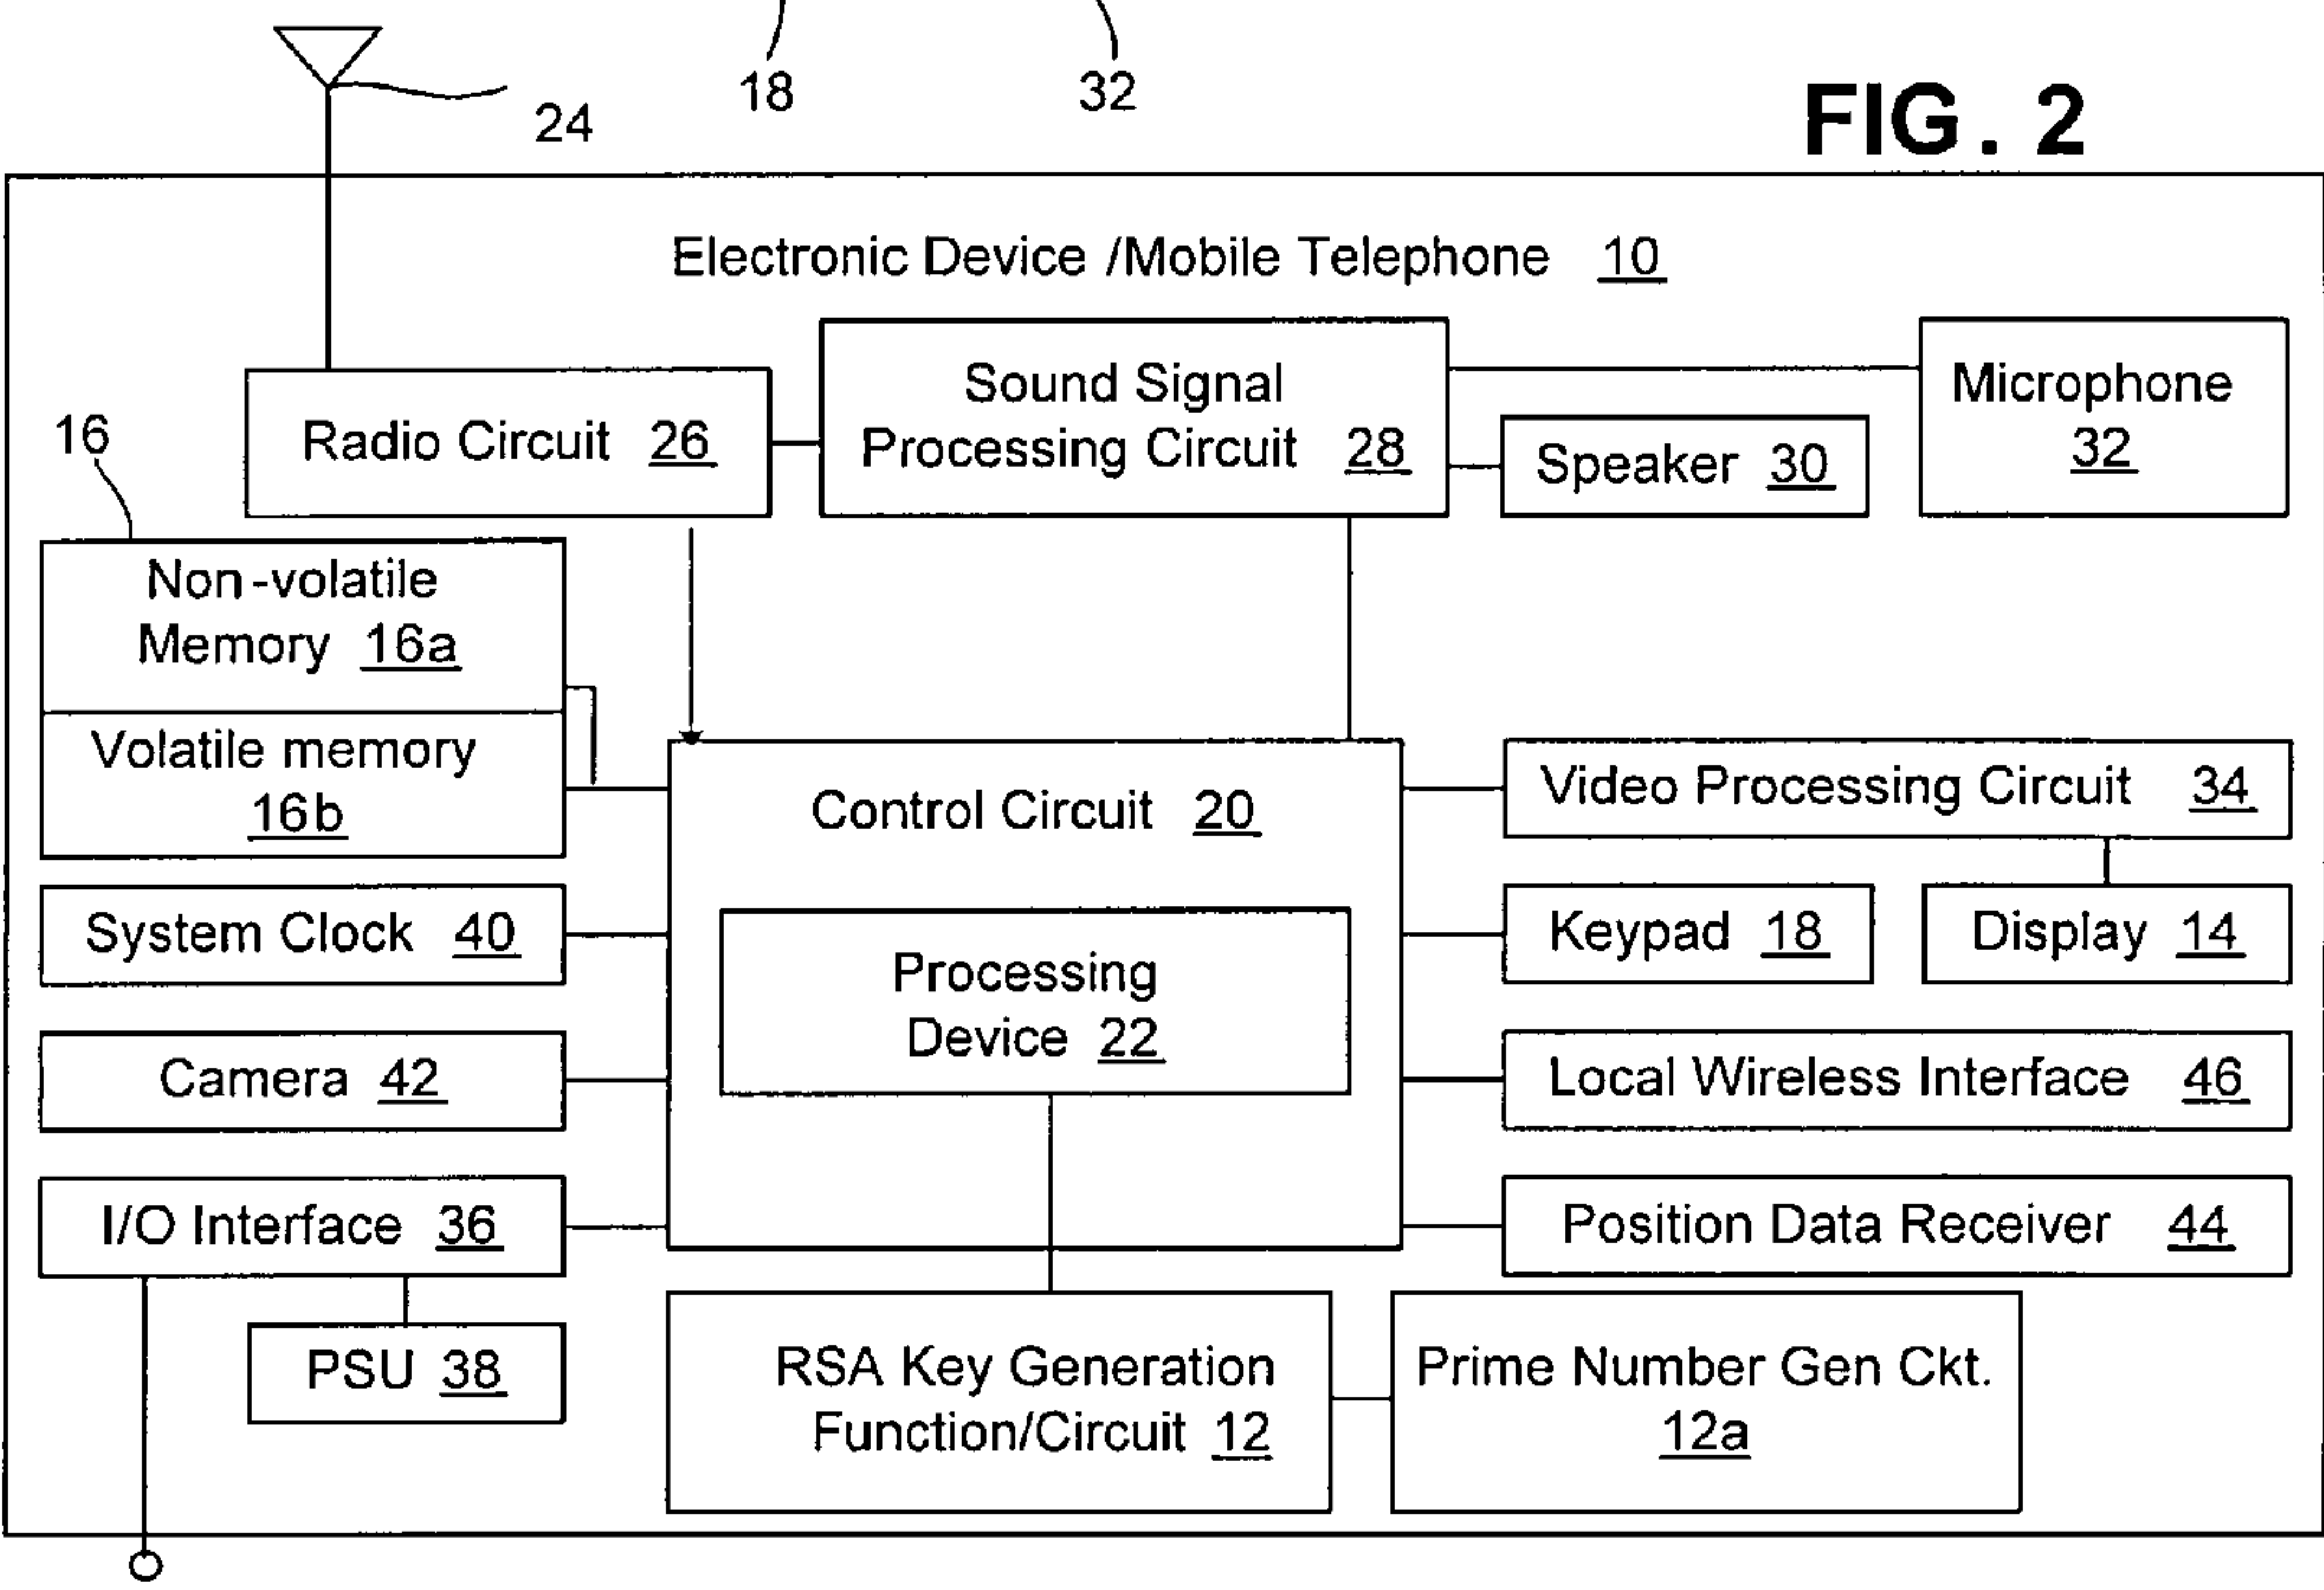 18
32
24
FIG. 2
Electronic Device /Mobile Telephone 10
Radio Circuit 26
Sound Signal
Processing Circuit 28
Microphone
32
Speaker 30
16
Non-volatile
Memory 16a
Volatile memory
16b
Control Circuit 20
Video Processing Circuit 34
System Clock 40
Processing
Device 22
Keypad 18
Display 14
Camera 42
Local Wireless Interface 46
I/O Interface 36
Position Data Receiver 44
PSU 38
RSA Key Generation
Function/Circuit 12
Prime Number Gen Ckt.
12a